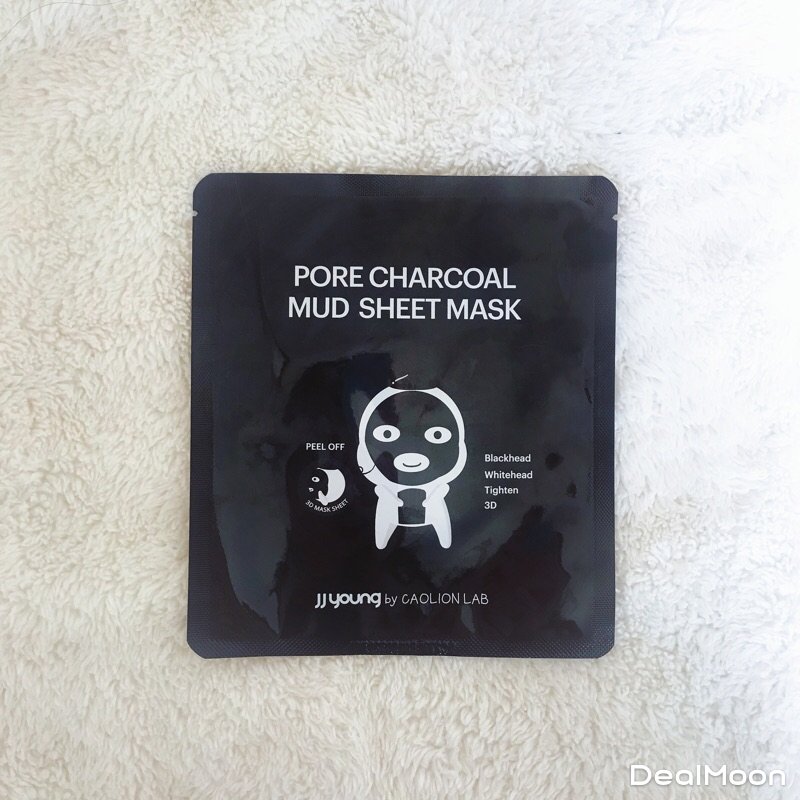 PORE CHARCOAL
MUD SHEET MASK
PEEL OFF
3D MASK SHEET
Blackhead
Whitehead
Tighten
3D
JJ young by CAOLION LAB
DealMoon